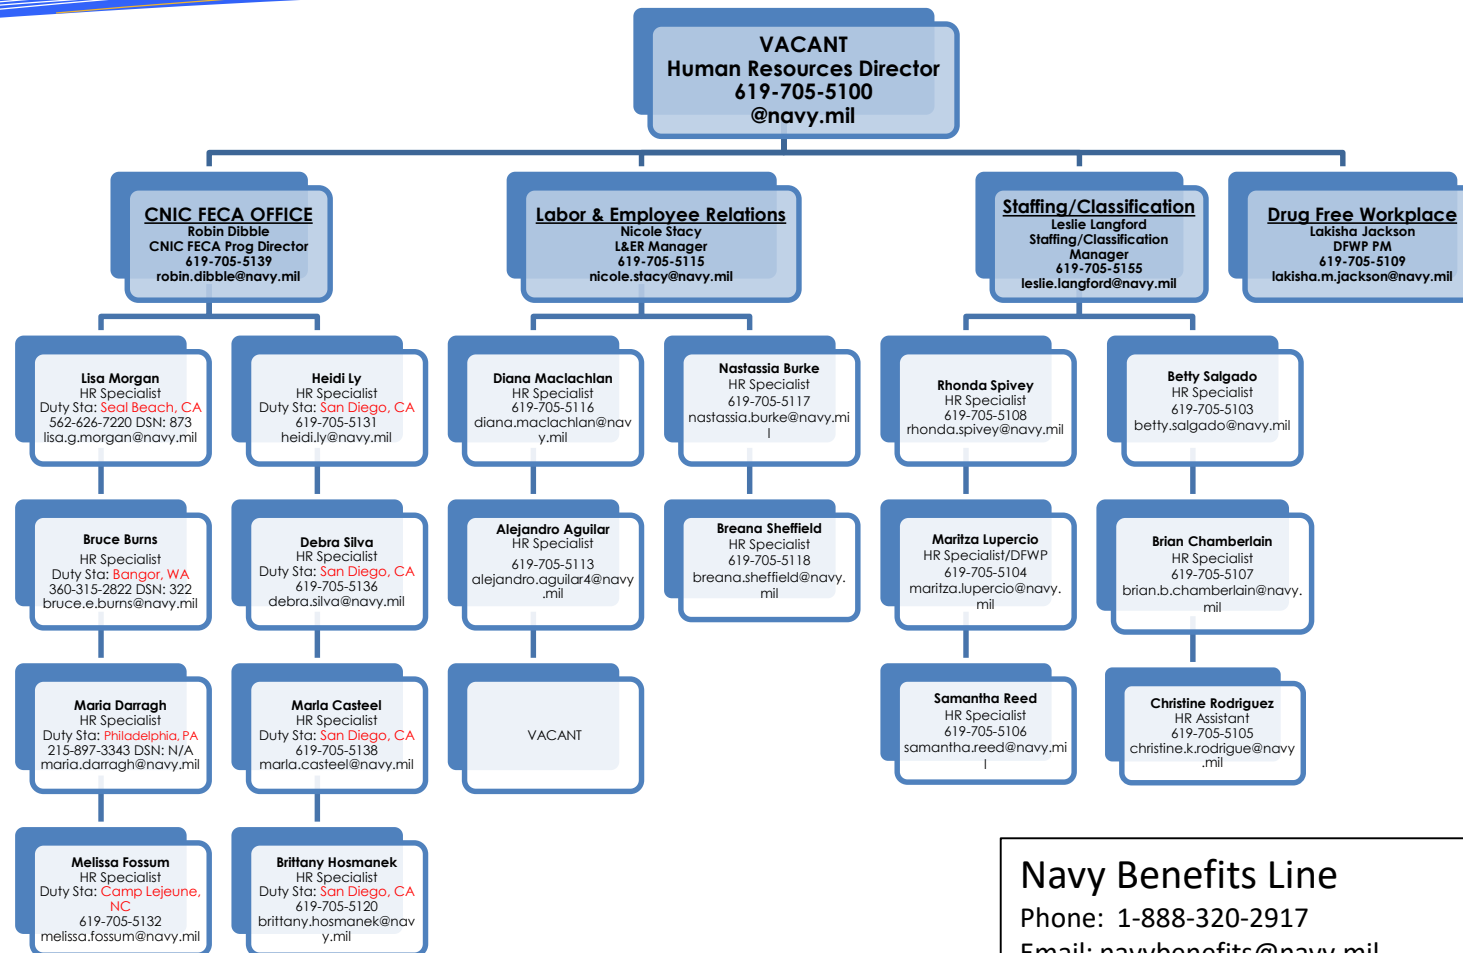 VACANT
Human Resources Director
619-705-5100
@navy.mil
CNIC FECA OFFICE
Robin Dibble
CNIC FECA Prog Director
619-705-5139
robin.dibble@navy.mil
Labor & Employee Relations
Nicole Stacy
L&ER Manager
619-705-5115
nicole.stacy@navy.mil
Staffing/Classification
Leslie Langford
Staffing/Classification
Manager
619-705-5155
leslie.langford@navy.mil
Drug Free Workplace
Lakisha Jackson
DFWP PM
619-705-5109
lakisha.m.jackson@navy.mil
Lisa Morgan
HR Specialist
Duty Sta: Seal Beach, CA
562-626-7220 DSN: 873
lisa.g.morgan@navy.mil
Heidi Ly
HR Specialist
Duty Sta: San Diego, CA
619-705-5131
heidi.ly@navy.mil
Diana Maclachlan
HR Specialist
619-705-5116
diana.maclachlan@nav
y.mil
Nastassia Burke
HR Specialist
619-705-5117
nastassia.burke@navy.mi
l
Rhonda Spivey
HR Specialist
619-705-5108
rhonda.spivey@navy.mil
Betty Salgado
HR Specialist
619-705-5103
betty.salgado@navy.mil
Bruce Burns
HR Specialist
Duty Sta: Bangor, WA
360-315-2822 DSN: 322
bruce.e.burns@navy.mil
Debra Silva
HR Specialist
Duty Sta: San Diego, CA
619-705-5136
debra.silva@navy.mil
Alejandro Aguilar
HR Specialist
619-705-5113
alejandro.aguilar4@navy
.mil
Breana Sheffield
HR Specialist
619-705-5118
breana.sheffield@navy.
mil
Maritza Lupercio
HR Specialist/DFWP
619-705-5104
maritza.lupercio@navy.
mil
Brian Chamberlain
HR Specialist
619-705-5107
brian.b.chamberlain@navy.
mil
Maria Darragh
HR Specialist
Duty Sta: Philadelphia, PA
215-897-3343 DSN: N/A
maria.darragh@navy.mil
Marla Casteel
HR Specialist
Duty Sta: San Diego, CA
619-705-5138
marla.casteel@navy.mil
VACANT
Samantha Reed
HR Specialist
619-705-5106
samantha.reed@navy.mi
l
Christine Rodriguez
HR Assistant
619-705-5105
christine.k.rodrigue@navy
.mil
Melissa Fossum
HR Specialist
Duty Sta: Camp Lejeune,
NC
619-705-5132
melissa.fossum@navy.mil
Brittany Hosmanek
HR Specialist
Duty Sta: San Diego, CA
619-705-5120
brittany.hosmanek@nav
y.mil
Navy Benefits Line
Phone: 1-888-320-2917
Email: navybenefits@navy.mil